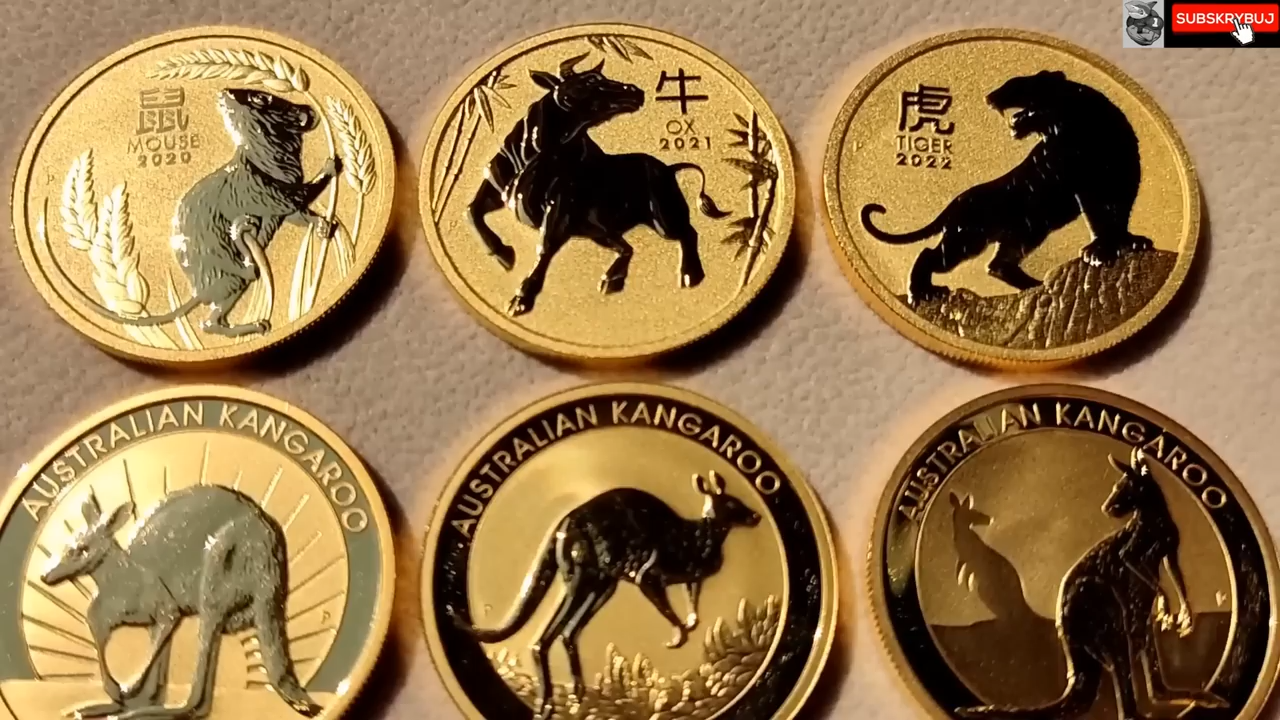 SUBSKRYBUJ
鼠
MOUSE
2020
P
牛
OX
2021
P
虎
TIGER
2022
P
AUSTRALIAN KANGAROO
P
AUSTRALIAN KANGAROO
P
AUSTRALIAN KANGAROO